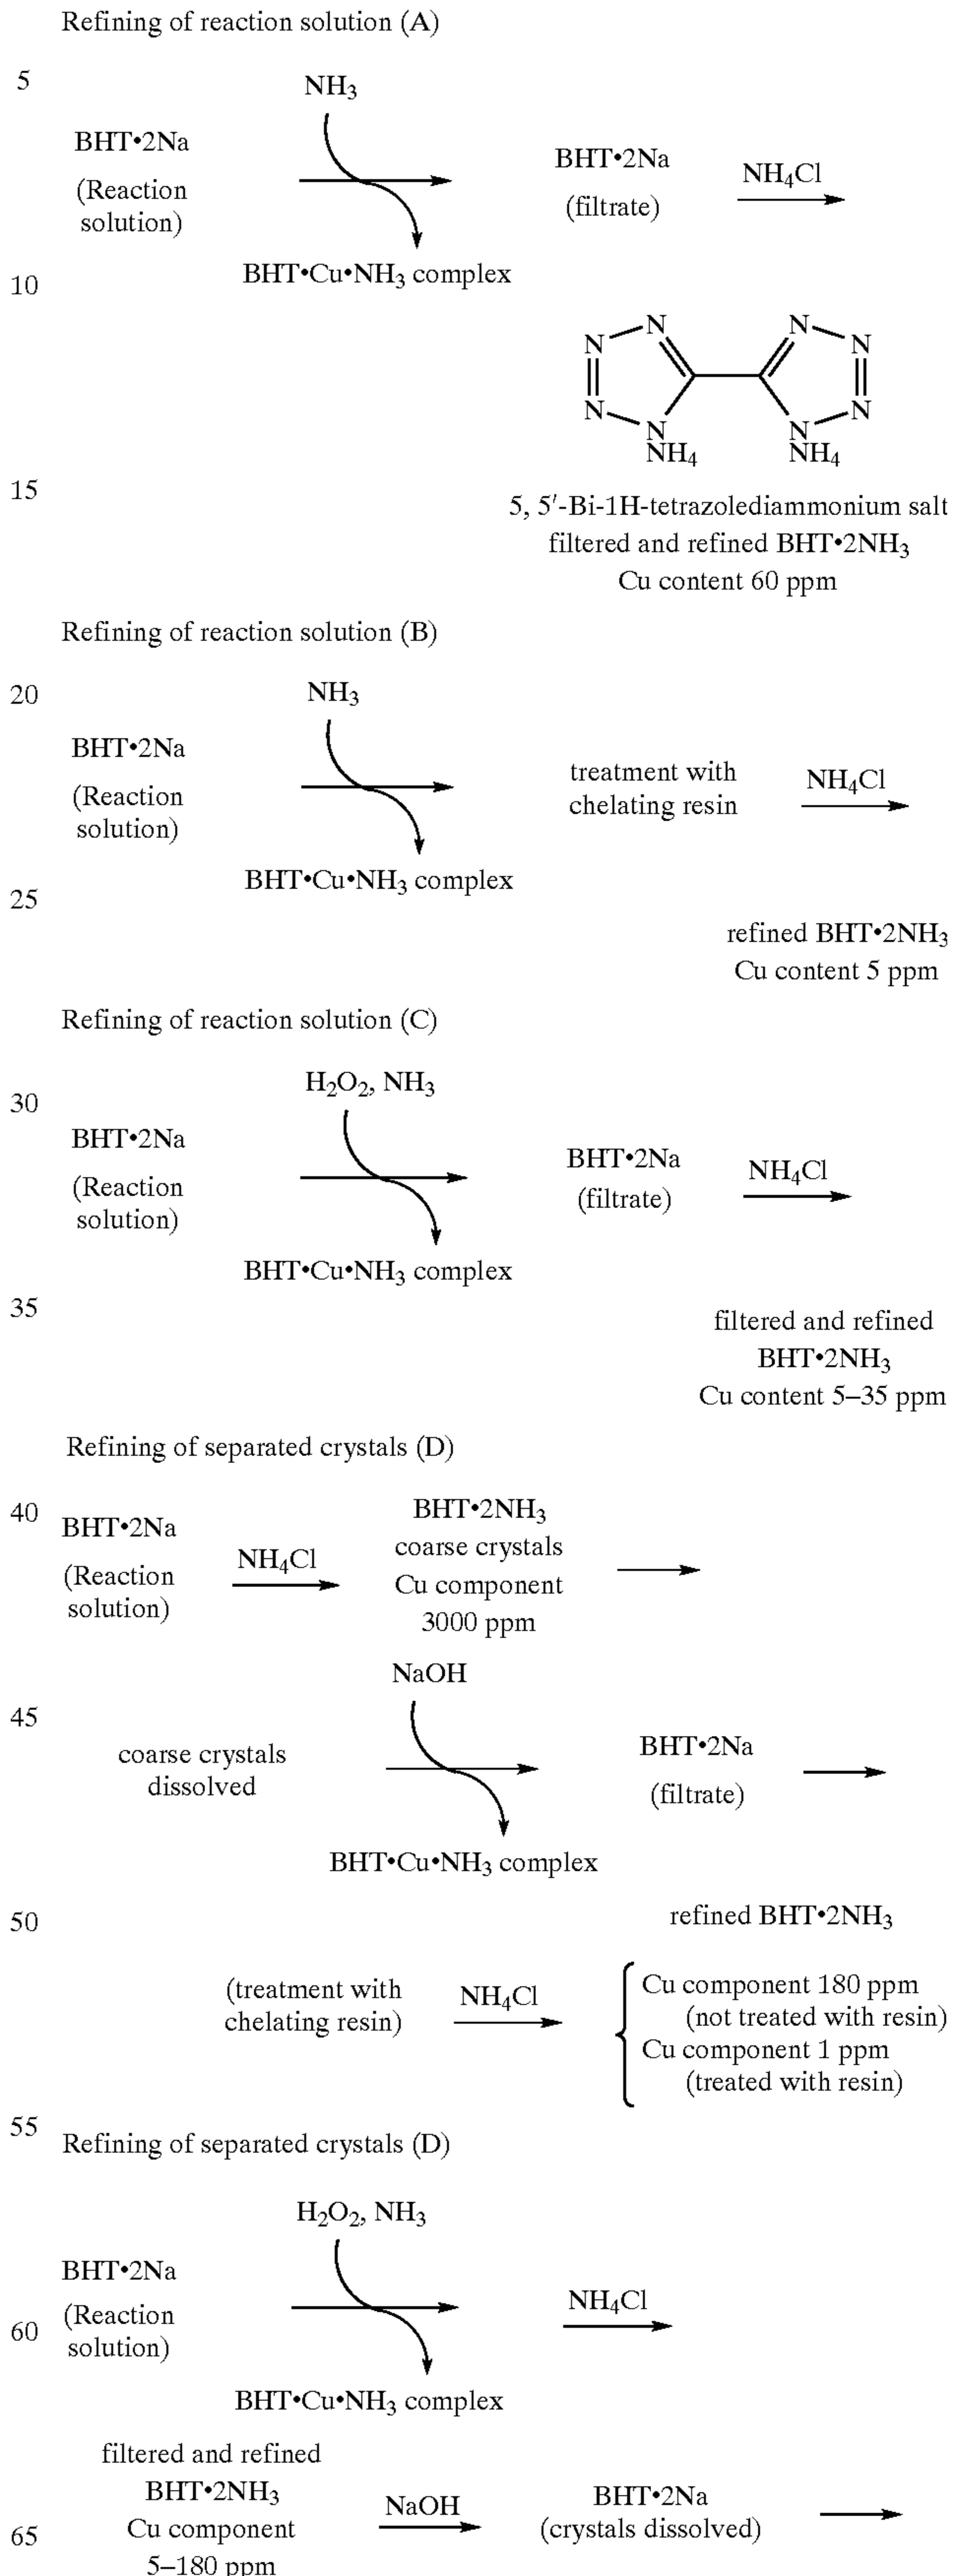 Refining of reaction solution (A)
5
NH3
BHT•2Na
(Reaction
solution)
BHT•2Na
(filtrate)
NH4Cl
BHT•Cu•NH3 complex
10
N N N N
N N N N
NH4 NH4
15
5, 5'-Bi-1H-tetrazolediammonium salt
filtered and refined BHT•2NH3
Cu content 60 ppm
Refining of reaction solution (B)
20
NH3
BHT•2Na
(Reaction
solution)
treatment with
chelating resin
NH4Cl
BHT•Cu•NH3 complex
25
refined BHT•2NH3
Cu content 5 ppm
Refining of reaction solution (C)
30
H2O2, NH3
BHT•2Na
(Reaction
solution)
BHT•2Na
(filtrate)
NH4Cl
BHT•Cu•NH3 complex
35
filtered and refined
BHT•2NH3
Cu content 5–35 ppm
Refining of separated crystals (D)
40
BHT•2Na
(Reaction
solution)
NH4Cl
BHT•2NH3
coarse crystals
Cu component
3000 ppm
NaOH
45
coarse crystals
dissolved
BHT•2Na
(filtrate)
BHT•Cu•NH3 complex
50
refined BHT•2NH3
(treatment with
chelating resin)
NH4Cl
Cu component 180 ppm
(not treated with resin)
Cu component 1 ppm
(treated with resin)
55
Refining of separated crystals (D)
H2O2, NH3
BHT•2Na
(Reaction
solution)
NH4Cl
60
BHT•Cu•NH3 complex
filtered and refined
BHT•2NH3
Cu component
5–180 ppm
NaOH
BHT•2Na
(crystals dissolved)
65